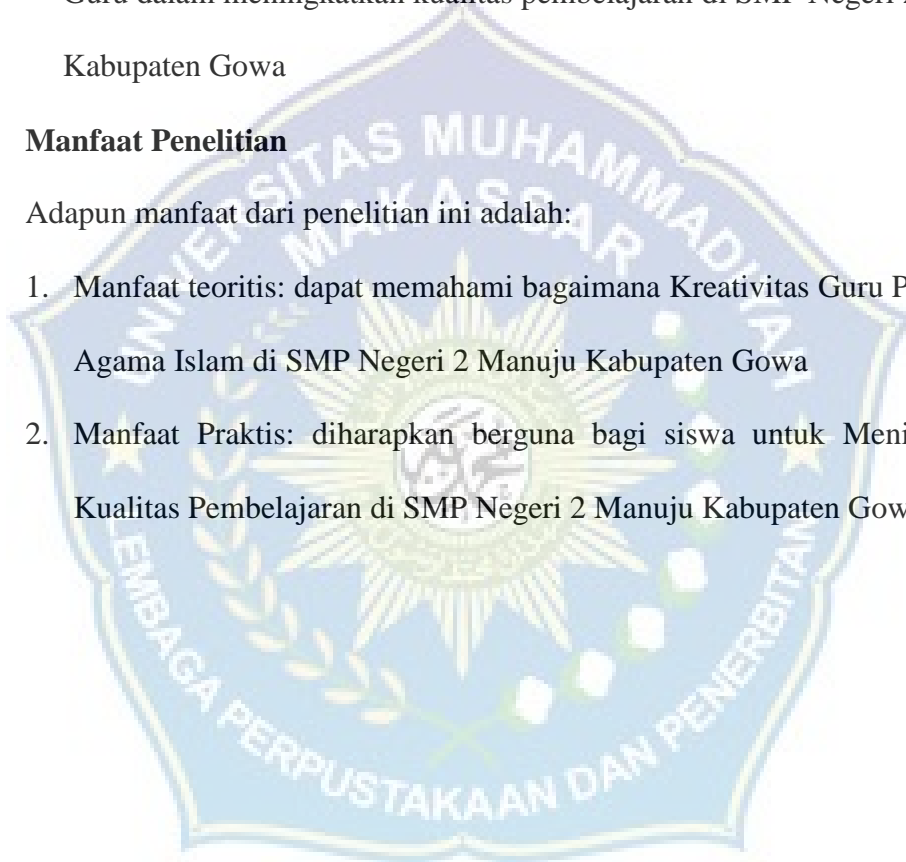 Guru dalam meningkatkan kualitas pembelajaran di SMP Negeri
Kabupaten Gowa
Manfaat Penelitian
Adapun manfaat dari penelitian ini adalah:
1. Manfaat teoritis: dapat memahami bagaimana Kreativitas Guru P
Agama Islam di SMP Negeri 2 Manuju Kabupaten Gowa
2. Manfaat Praktis: diharapkan berguna bagi siswa untuk Meni
Kualitas Pembelajaran di SMP Negeri 2 Manuju Kabupaten Gow
UNIVERSITAS MUHAMMADIYAH
MAKASSAR
LEMBAGA PERPUSTAKAAN DAN PENERBITAN